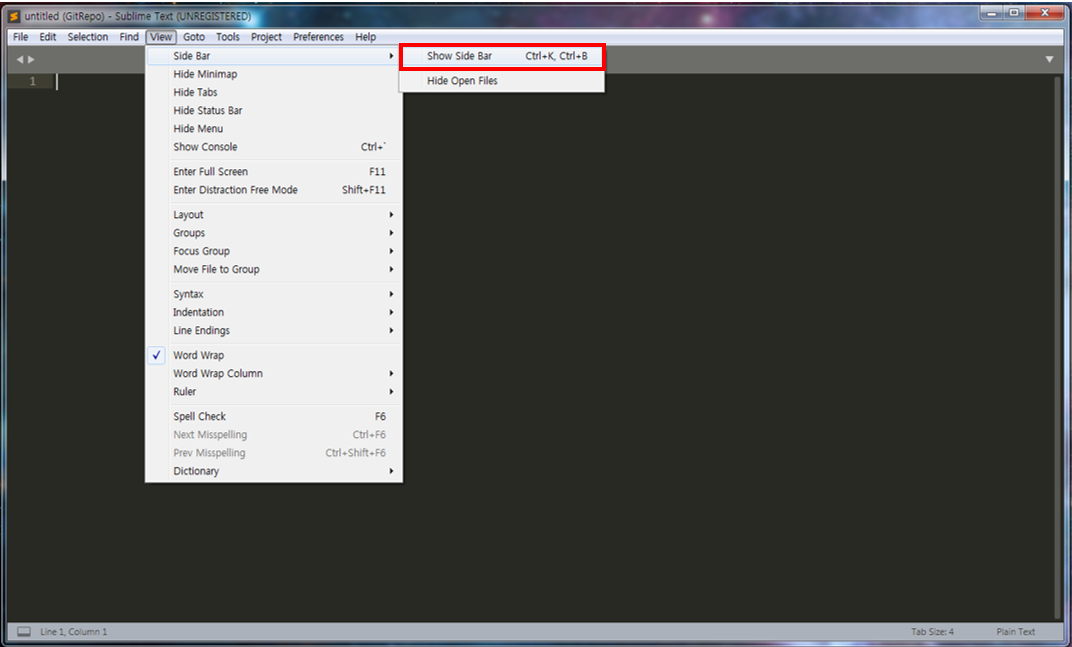 untitled (GitRepo) - Sublime Text (UNREGISTERED)
File Edit Selection Find View Goto Tools Project Preferences Help
Side Bar
Show Side Bar Ctrl+K, Ctrl+B
Hide Open Files
Hide Minimap
Hide Tabs
Hide Status Bar
Hide Menu
Show Console Ctrl+`
Enter Full Screen F11
Enter Distraction Free Mode Shift+F11
Layout
Groups
Focus Group
Move File to Group
Syntax
Indentation
Line Endings
Word Wrap
Word Wrap Column
Ruler
Spell Check F6
Next Misspelling Ctrl+F6
Prev Misspelling Ctrl+Shift+F6
Dictionary
1
Line 1, Column 1 Tab Size: 4 Plain Text